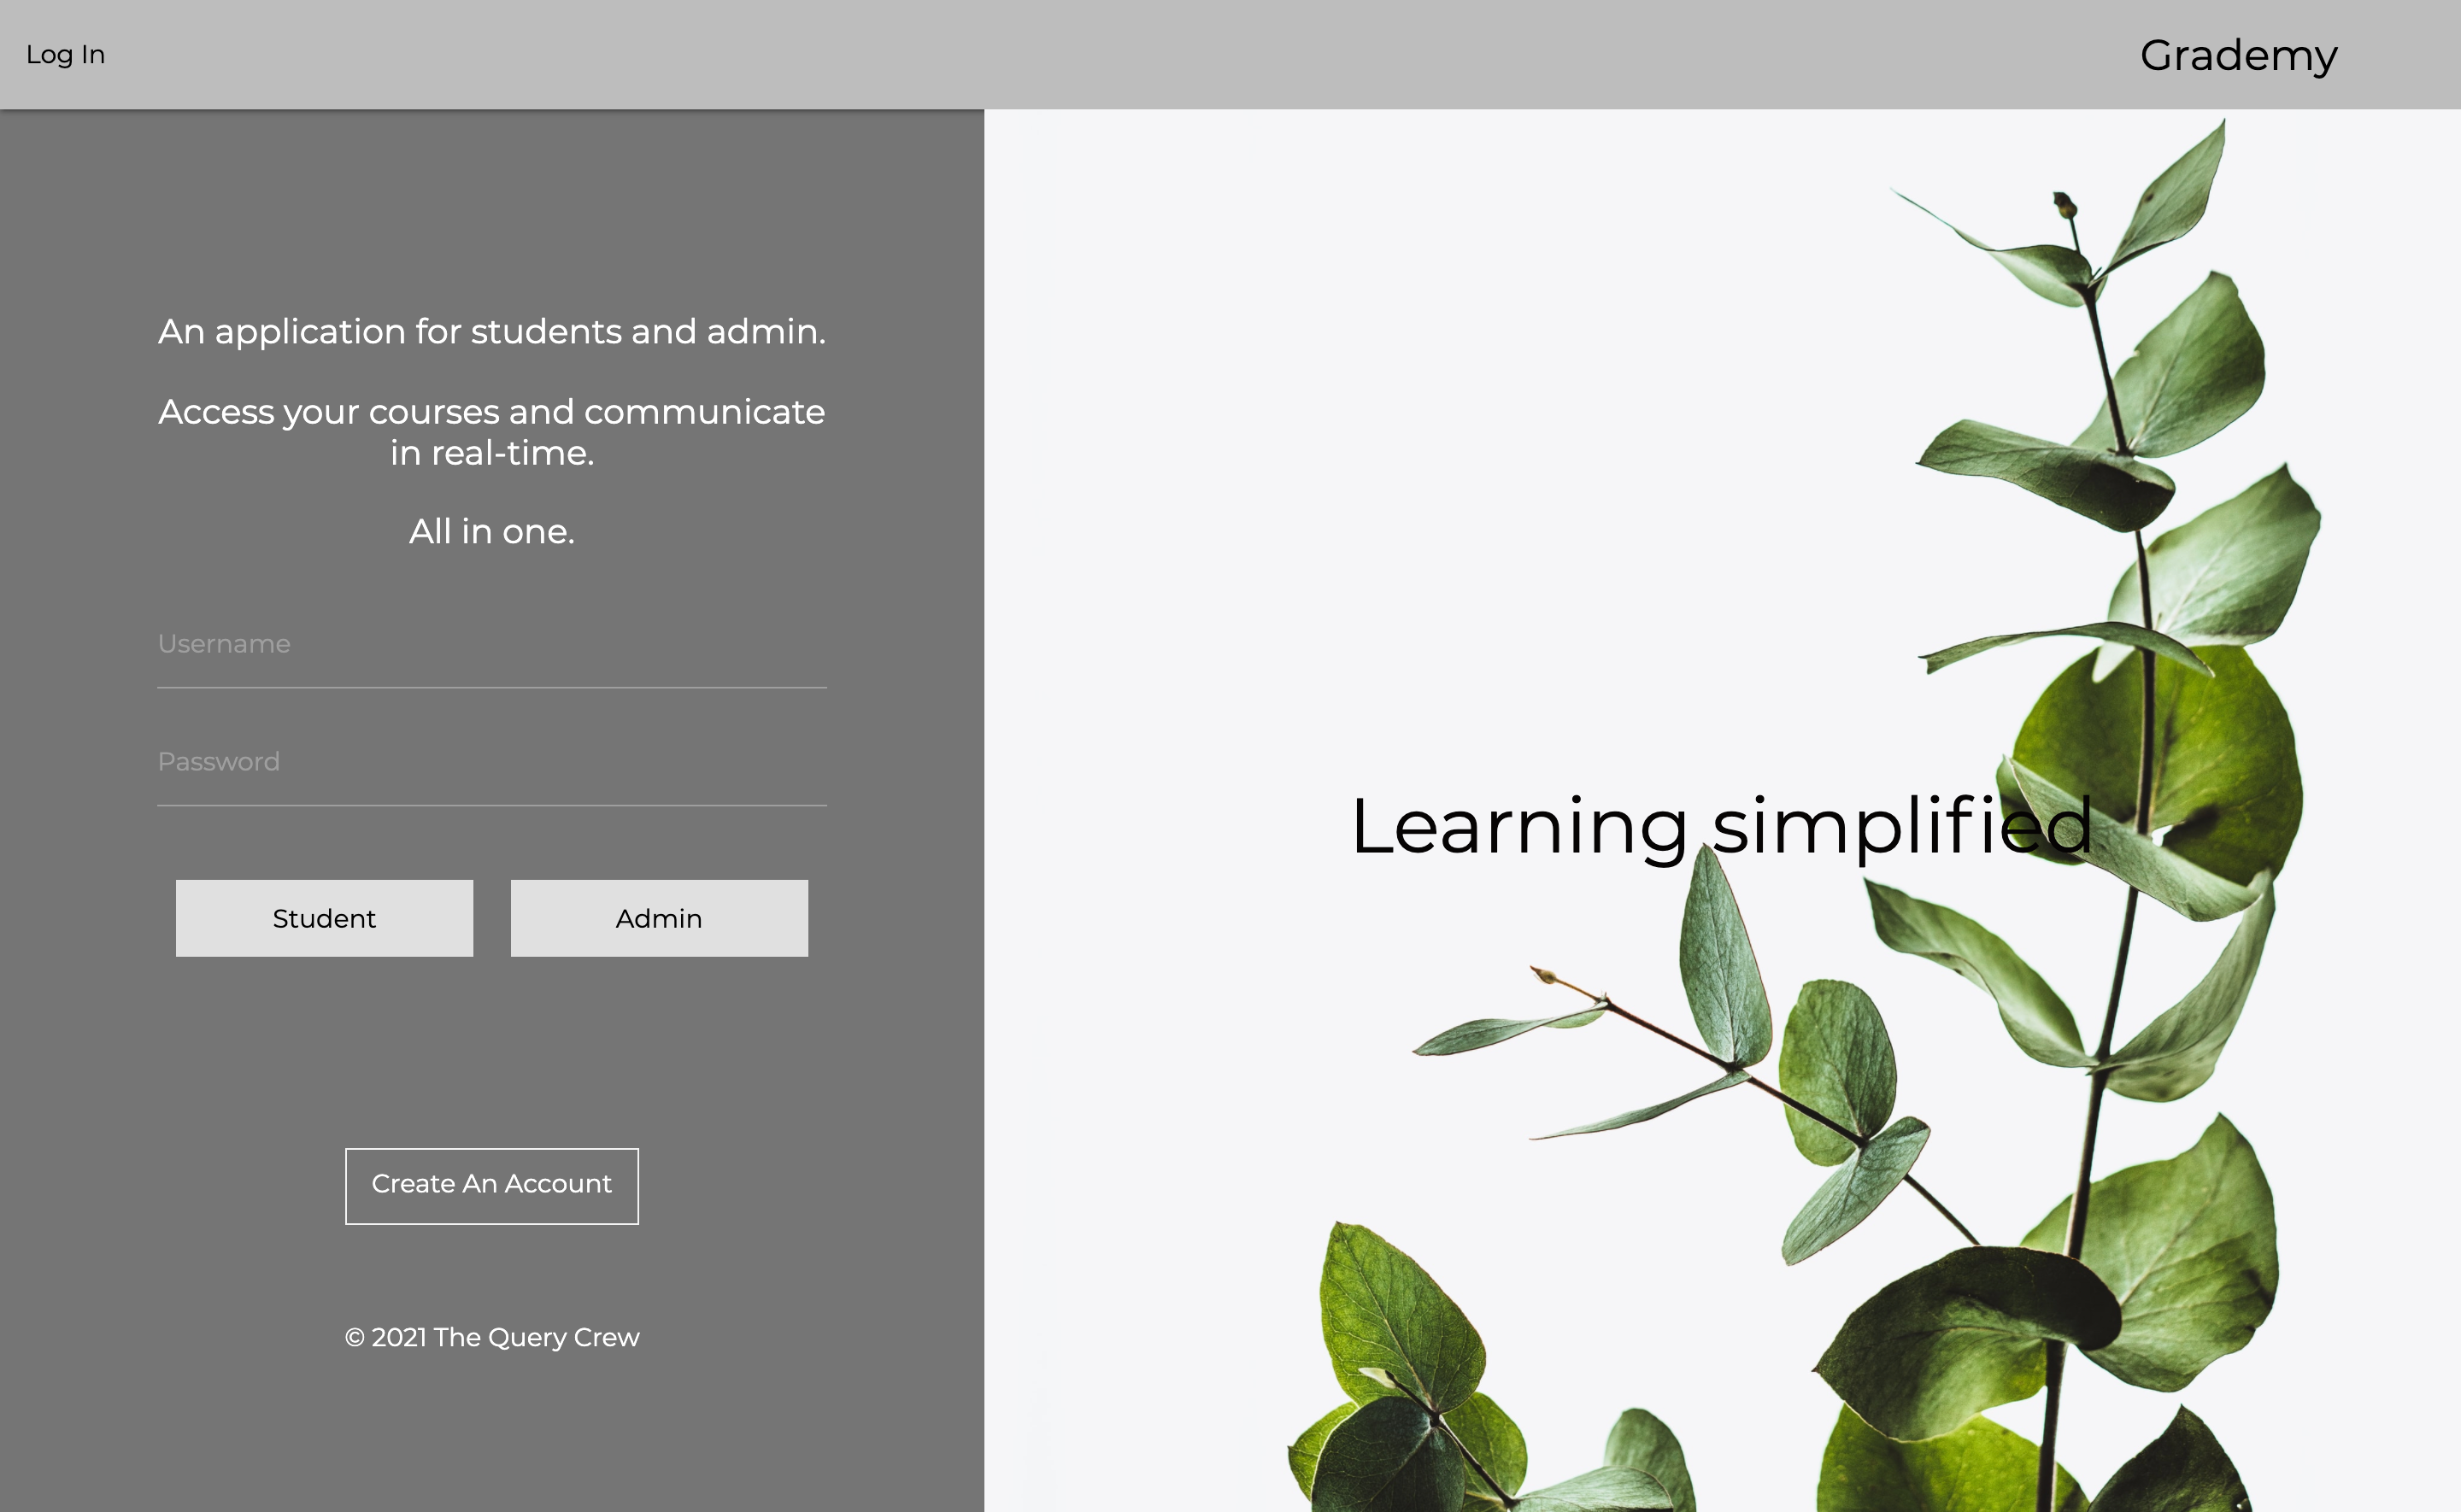 Log In
Grademy
An application for students and admin.
Access your courses and communicate
in real-time.
All in one.
Username
Password
Student
Admin
Create An Account
© 2021 The Query Crew
Learning simplified